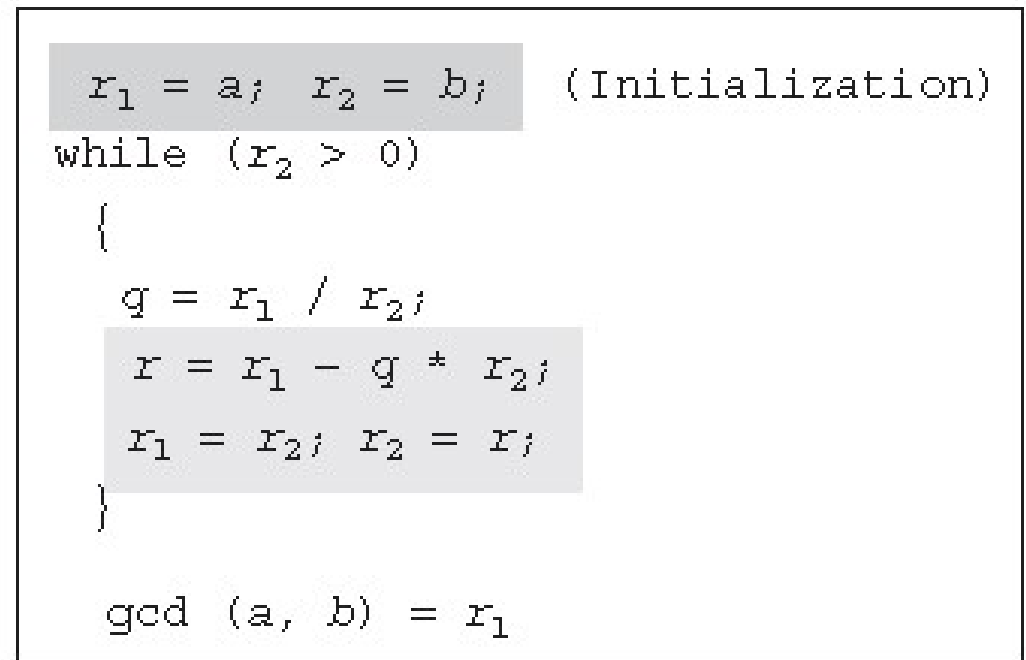 r₁ = a; r₂ = b; (Initialization)
while (r₂ > 0)
{
q = r₁ / r₂;
r = r₁ − q * r₂;
r₁ = r₂; r₂ = r;
}
gcd (a, b) = r₁